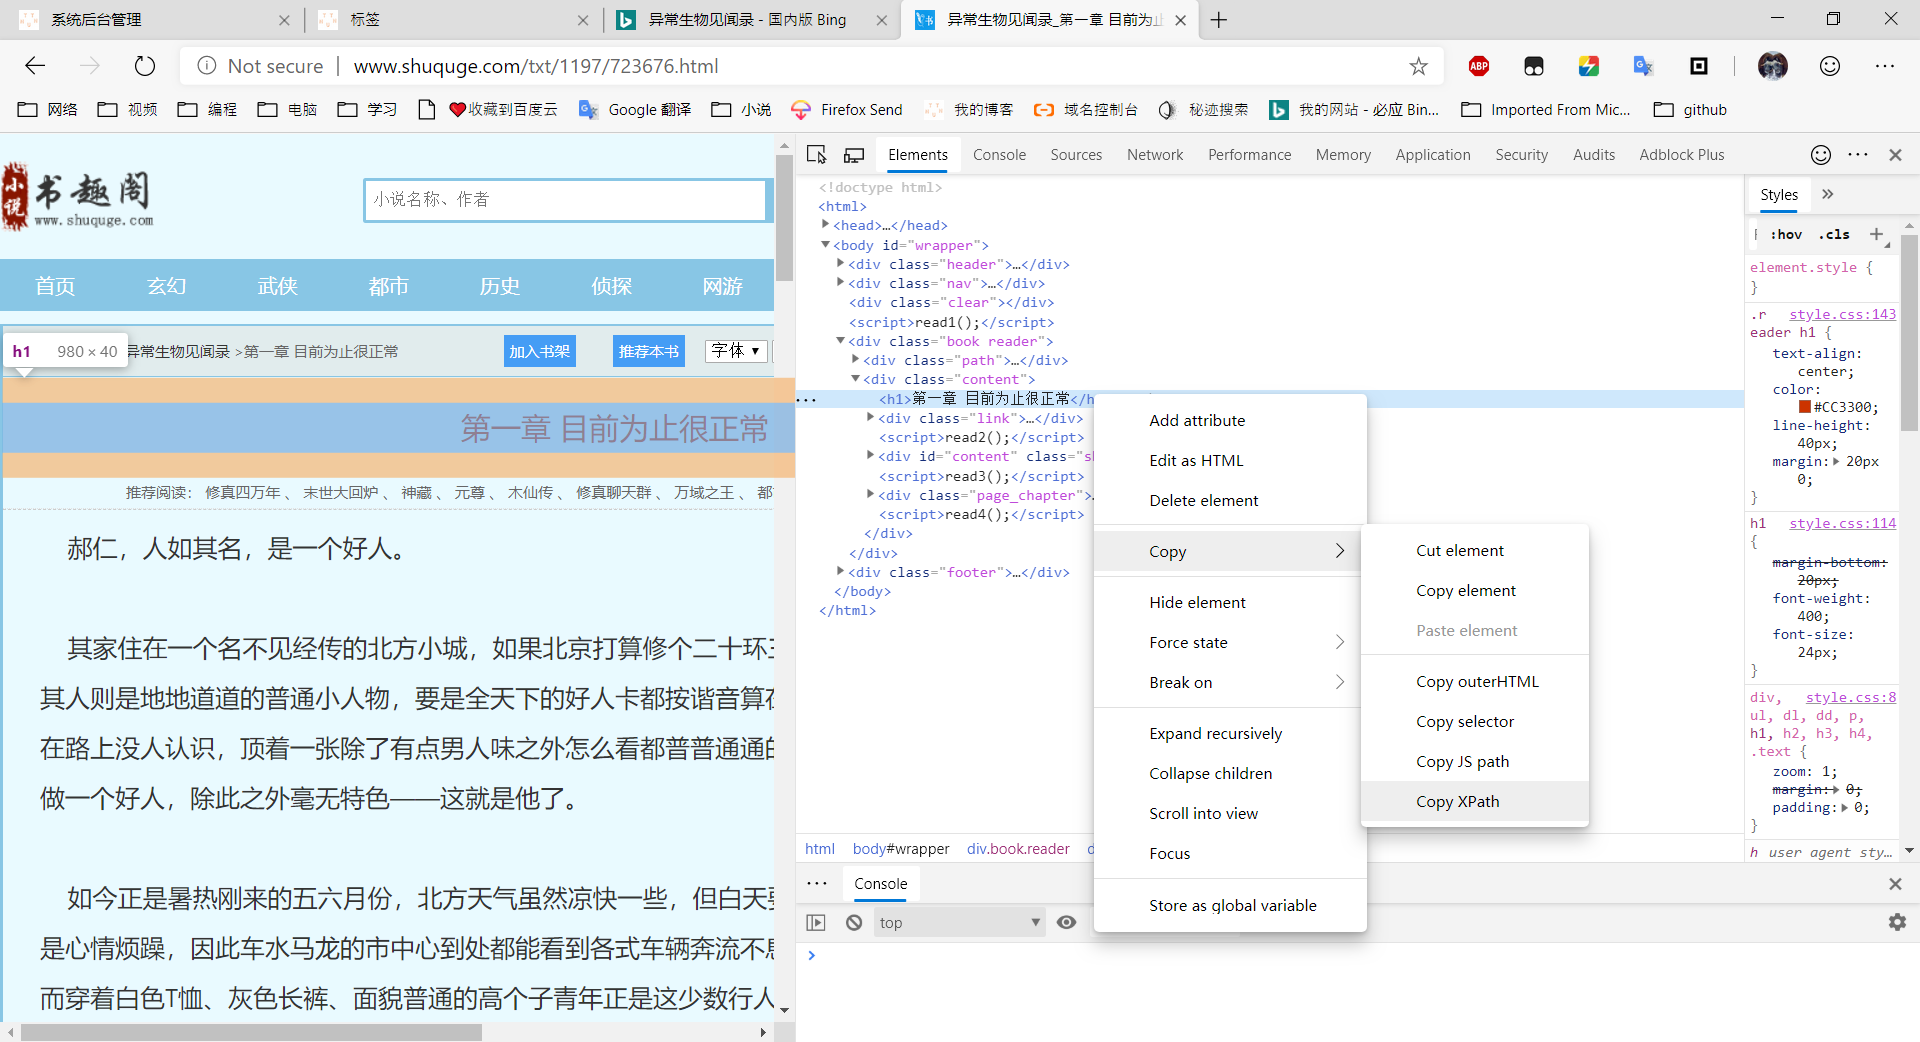 系统后台管理
标签
异常生物见闻录 - 国内版 Bing
异常生物见闻录_第一章 目前为止
Not secure
www.shuquge.com/txt/1197/723676.html
ABP
网络
视频
编程
电脑
学习
收藏到百度云
Google 翻译
小说
Firefox Send
我的博客
域名控制台
秘迹搜索
我的网站 - 必应 Bin...
Imported From Mic...
github
小说
书趣阁
www.shuquge.com
小说名称、作者
首页
玄幻
武侠
都市
历史
侦探
网游
h1 980 × 40
异常生物见闻录 >第一章 目前为止很正常
加入书架
推荐本书
字体 ▼
第一章 目前为止很正常
推荐阅读： 修真四万年 、 末世大回炉 、 神藏 、 元尊 、 木仙传 、 修真聊天群 、 万域之王 、 都
郝仁，人如其名，是一个好人。
其家住在一个名不见经传的北方小城，如果北京打算修个二十环
其人则是地地道道的普通小人物，要是全天下的好人卡都按谐音算
在路上没人认识，顶着一张除了有点男人味之外怎么看都普普通通的
做一个好人，除此之外毫无特色——这就是他了。
如今正是暑热刚来的五六月份，北方天气虽然凉快一些，但白天
是心情烦躁，因此车水马龙的市中心到处都能看到各式车辆奔流不
而穿着白色T恤、灰色长裤、面貌普通的高个子青年正是这少数行人
Elements
Console
Sources
Network
Performance
Memory
Application
Security
Audits
Adblock Plus
<!doctype html>
<html>
<head>…</head>
<body id="wrapper">
<div class="header">…</div>
<div class="nav">…</div>
<div class="clear"></div>
<script>read1();</script>
<div class="book reader">
<div class="path">…</div>
<div class="content">
<h1>第一章 目前为止很正常</h
<div class="link">…</div>
<script>read2();</script>
<div id="content" class="s
<script>read3();</script>
<div class="page_chapter">
<script>read4();</script>
</div>
</div>
<div class="footer">…</div>
</body>
</html>
Add attribute
Edit as HTML
Delete element
Copy
Hide element
Force state
Break on
Expand recursively
Collapse children
Scroll into view
Focus
Store as global variable
Cut element
Copy element
Paste element
Copy outerHTML
Copy selector
Copy JS path
Copy XPath
Styles
:hov .cls
element.style {
}
.r style.css:143
eader h1 {
text-align:
center;
color:
#CC3300;
line-height:
40px;
margin: 20px
0;
}
h1 style.css:114
{
margin-bottom:
20px;
font-weight:
400;
font-size:
24px;
}
div, style.css:8
ul, dl, dd, p,
h1, h2, h3, h4,
.text {
zoom: 1;
margin: 0;
padding: 0;
}
h user agent sty…
html
body#wrapper
div.book.reader
Console
top